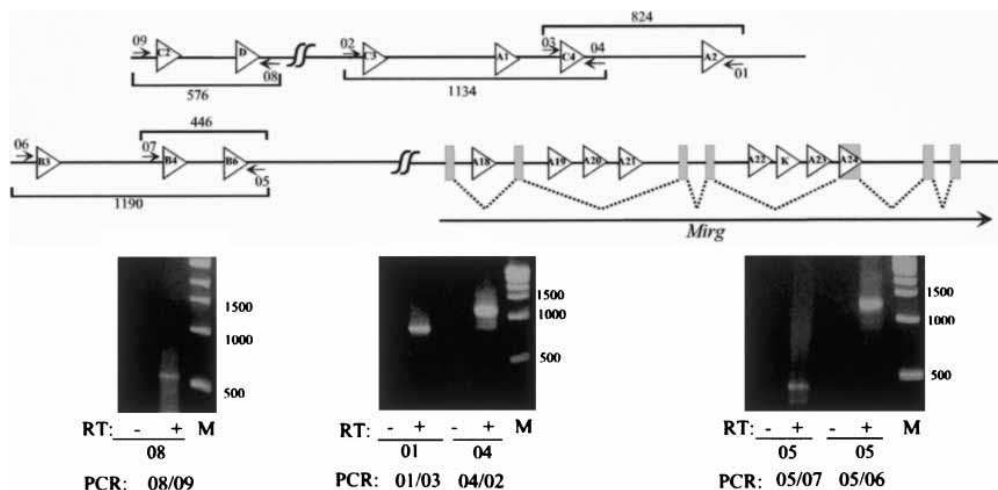 824
09 C2 D 02 C3 A1 03 C4 04 A2
08 01
576 1134
446
06 B3 07 B4 B6 A18 A19 A20 A21 A22 K A23 A24
05
1190
Mirg
1500
1000
500
1500
1000
500
1500
1000
500
RT: - + M RT: - + - + M RT: - + - + M
08 01 04 05 05
PCR: 08/09 PCR: 01/03 04/02 PCR: 05/07 05/06